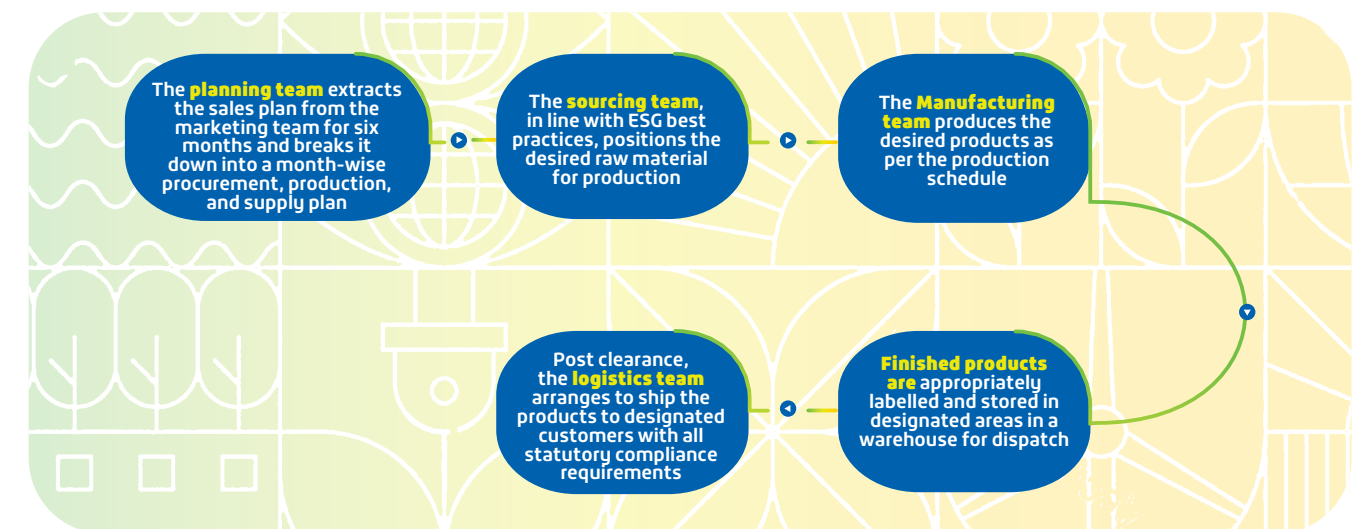 The planning team extracts
the sales plan from the
marketing team for six
months and breaks it
down into a month-wise
procurement, production,
and supply plan
The sourcing team,
in line with ESG best
practices, positions the
desired raw material
for production
The Manufacturing
team produces the
desired products as
per the production
schedule
Finished products
are appropriately
labelled and stored in
designated areas in a
warehouse for dispatch
Post clearance,
the logistics team
arranges to ship the
products to designated
customers with all
statutory compliance
requirements